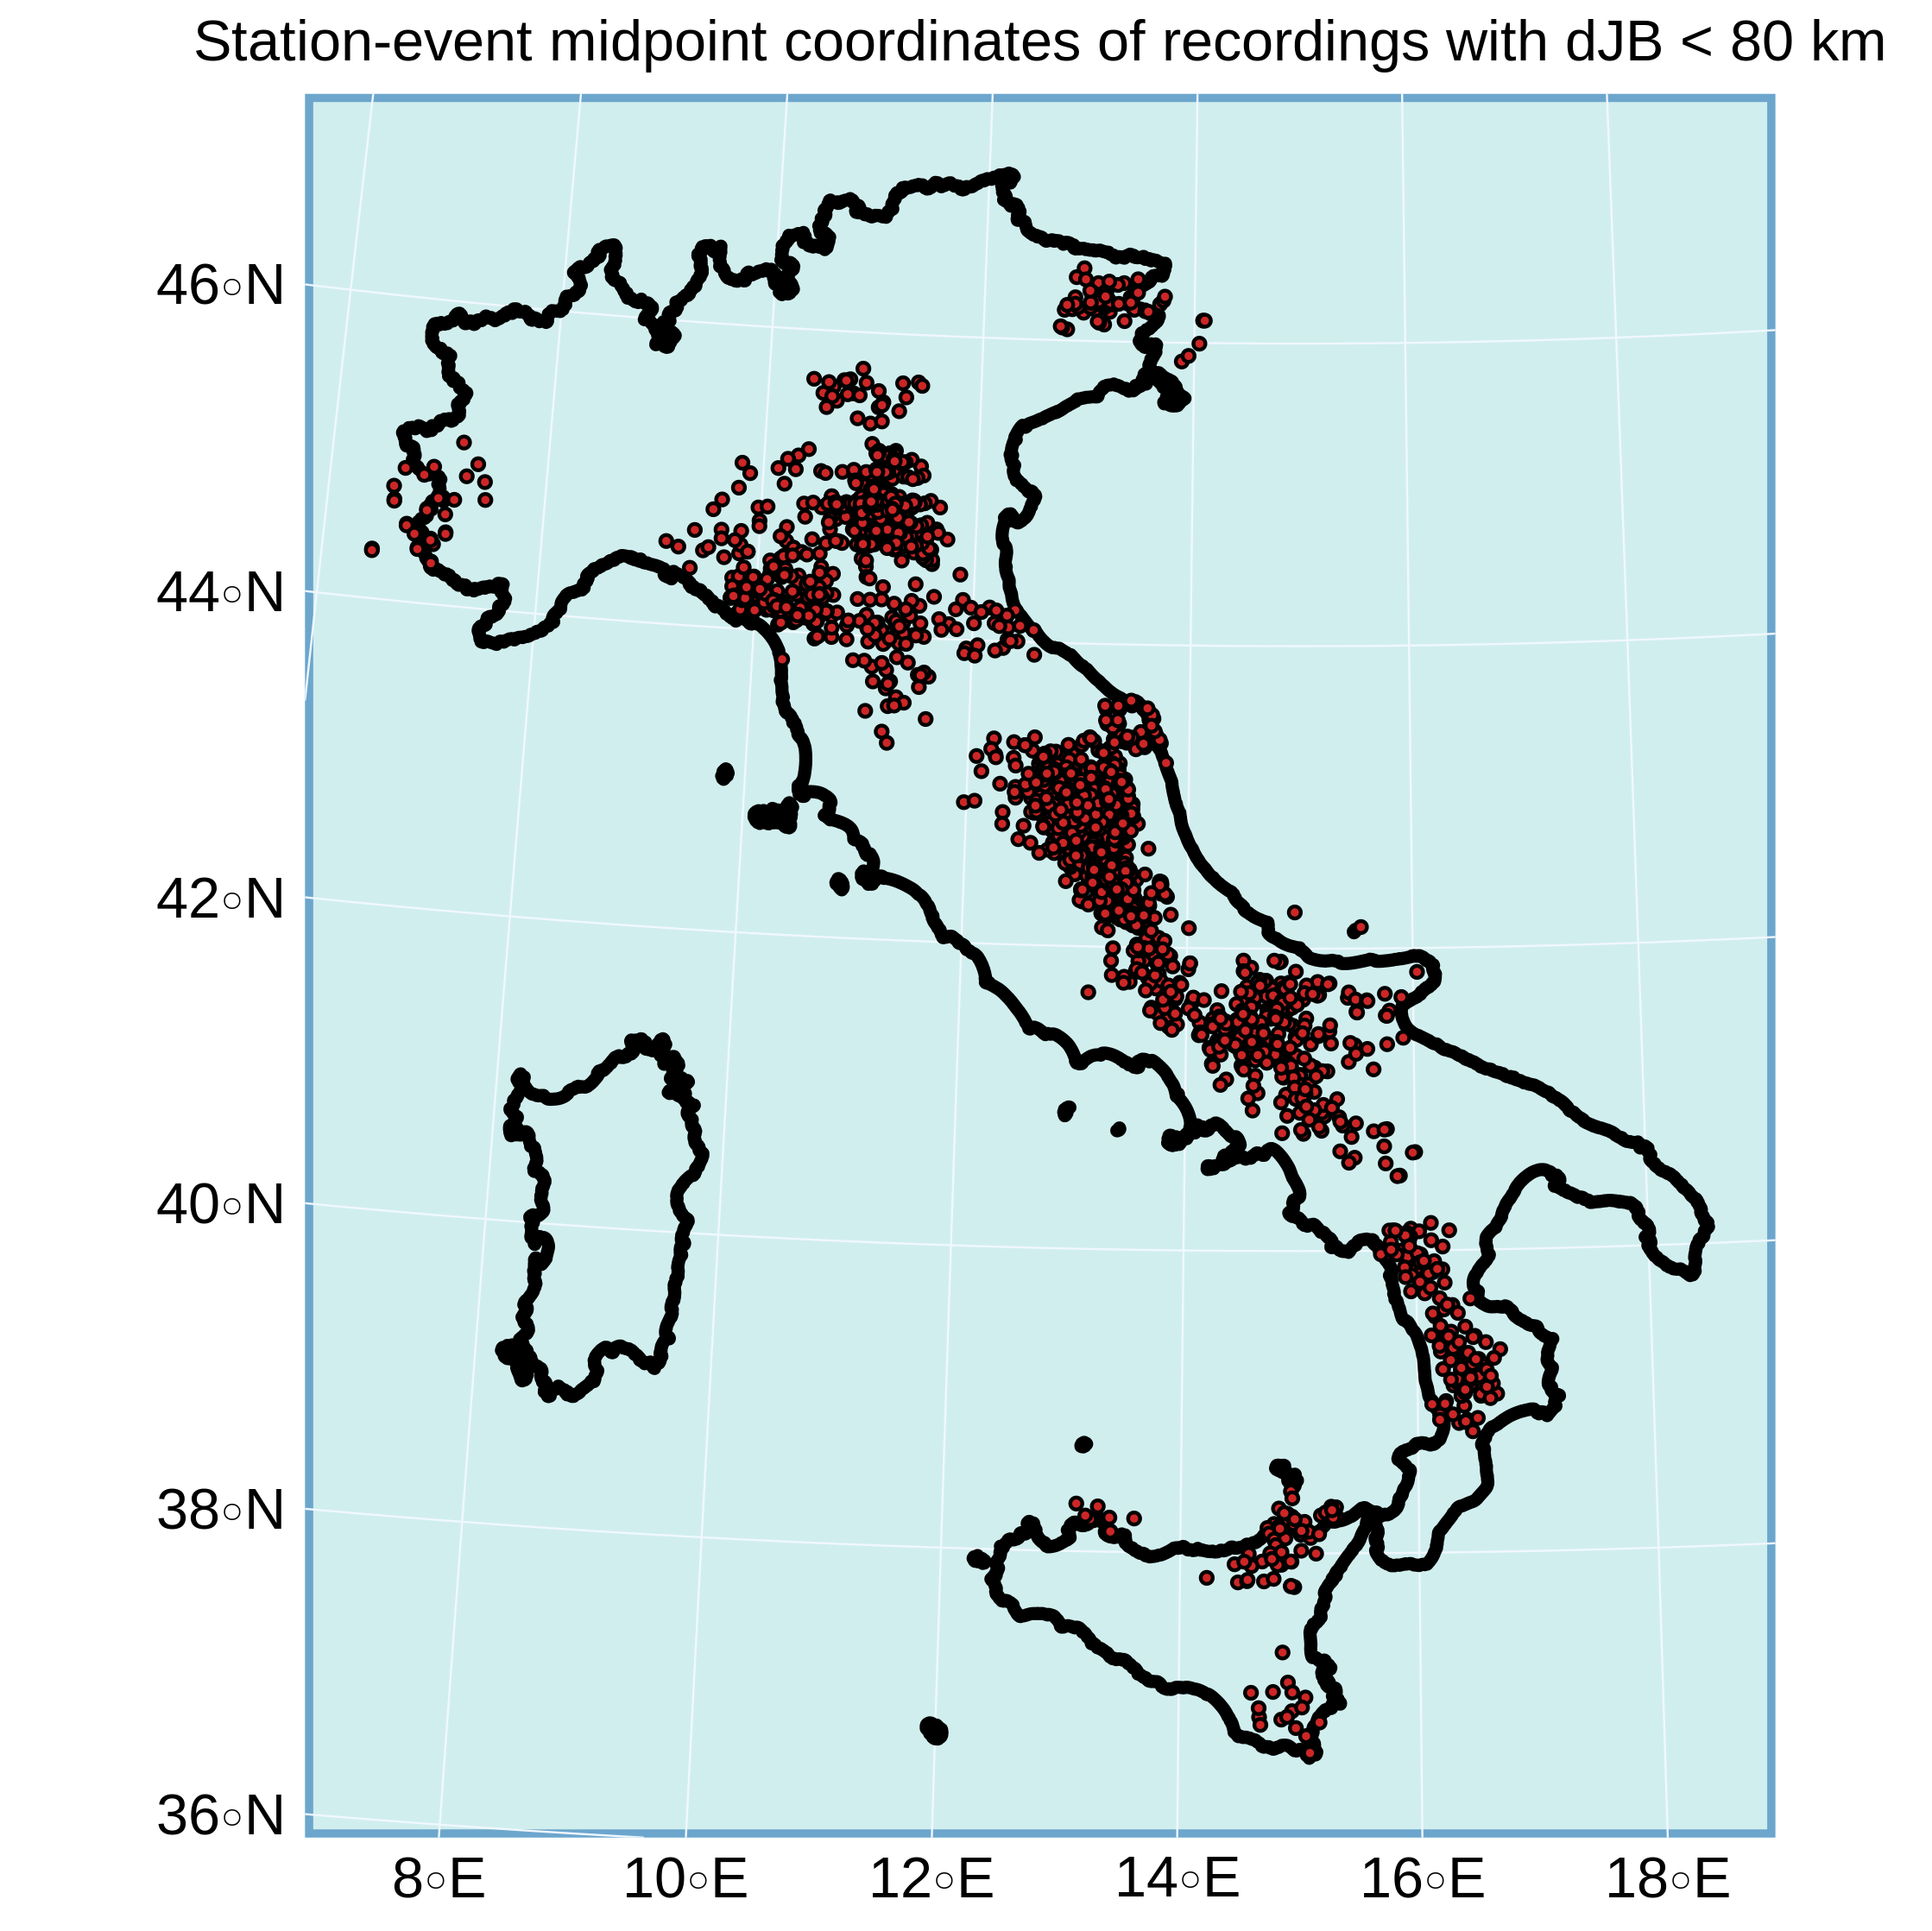 Station-event midpoint coordinates of recordings with dJB < 80 km
46◦N
44◦N
42◦N
40◦N
38◦N
36◦N
8◦E 10◦E 12◦E 14◦E 16◦E 18◦E